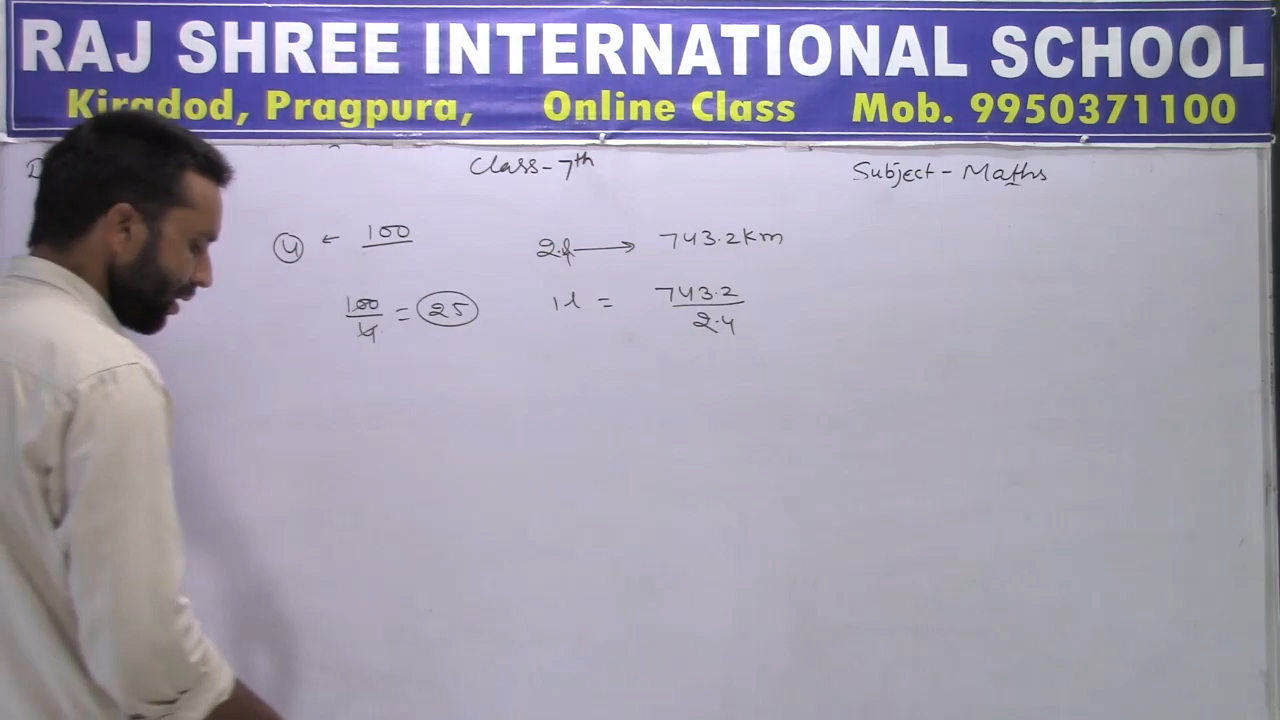 RAJ SHREE INTERNATIONAL SCHOOL
Kiradod, Pragpura, Online Class Mob. 9950371100
Class-7th Subject - Maths
4 ← 100
100/4 = 25
2.4 → 743.2km
1l = 743.2/2.4